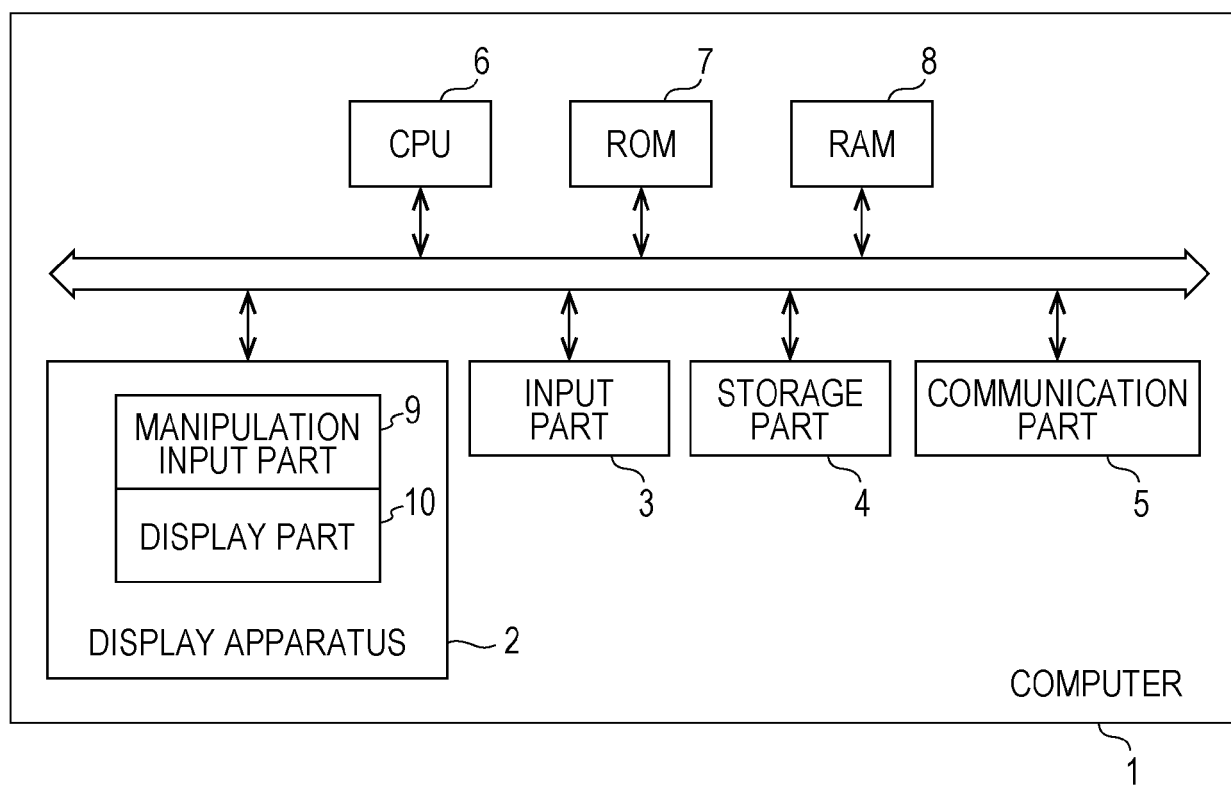 6
7
8
CPU
ROM
RAM
MANIPULATION
INPUT PART
9
DISPLAY PART
10
DISPLAY APPARATUS
2
INPUT
PART
3
STORAGE
PART
4
COMMUNICATION
PART
5
COMPUTER
1